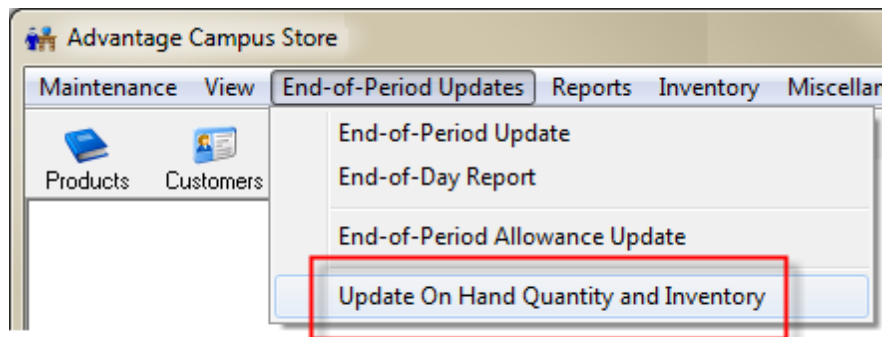 Advantage Campus Store
Maintenance View End-of-Period Updates Reports Inventory
Products Customers
End-of-Period Update
End-of-Day Report
End-of-Period Allowance Update
Update On Hand Quantity and Inventory